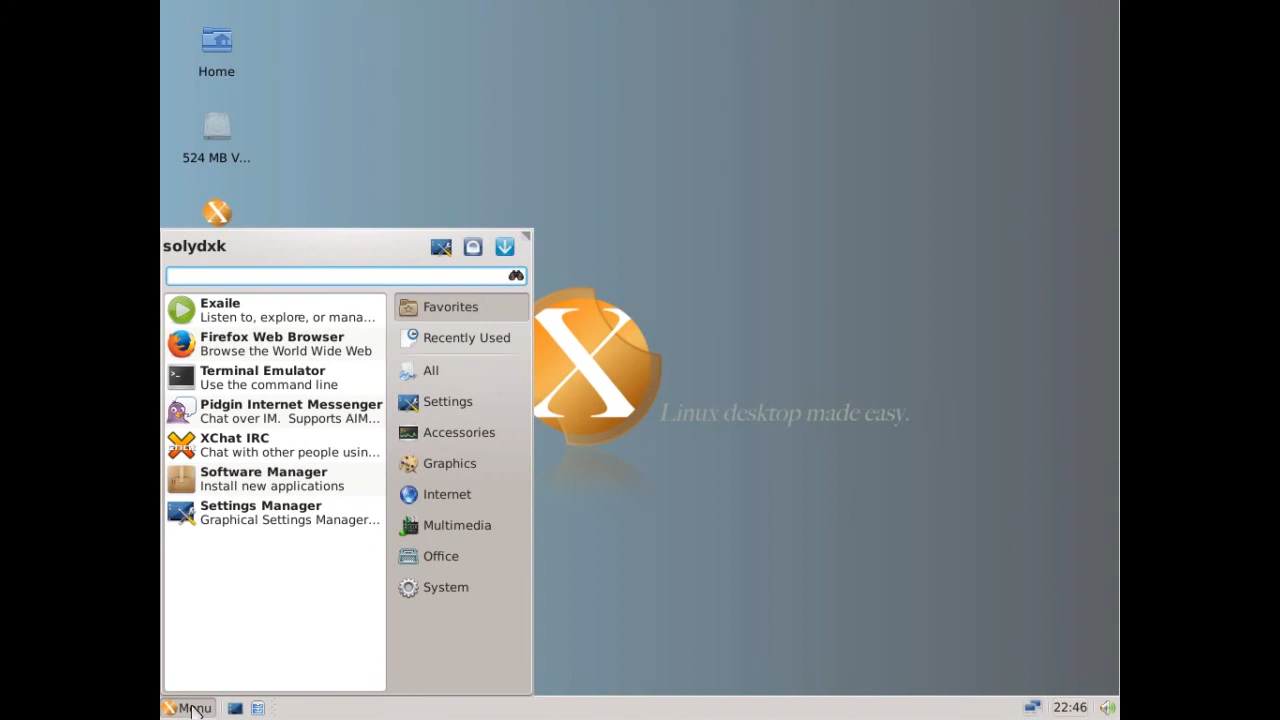 Home
524 MB V...
X
solydxk
Exaile
Listen to, explore, or mana...
Firefox Web Browser
Browse the World Wide Web
Terminal Emulator
Use the command line
Pidgin Internet Messenger
Chat over IM.  Supports AIM...
XChat IRC
Chat with other people usin...
Software Manager
Install new applications
Settings Manager
Graphical Settings Manager...
Favorites
Recently Used
All
Settings
Accessories
Graphics
Internet
Multimedia
Office
System
X
Linux desktop made easy.
Menu
22:46